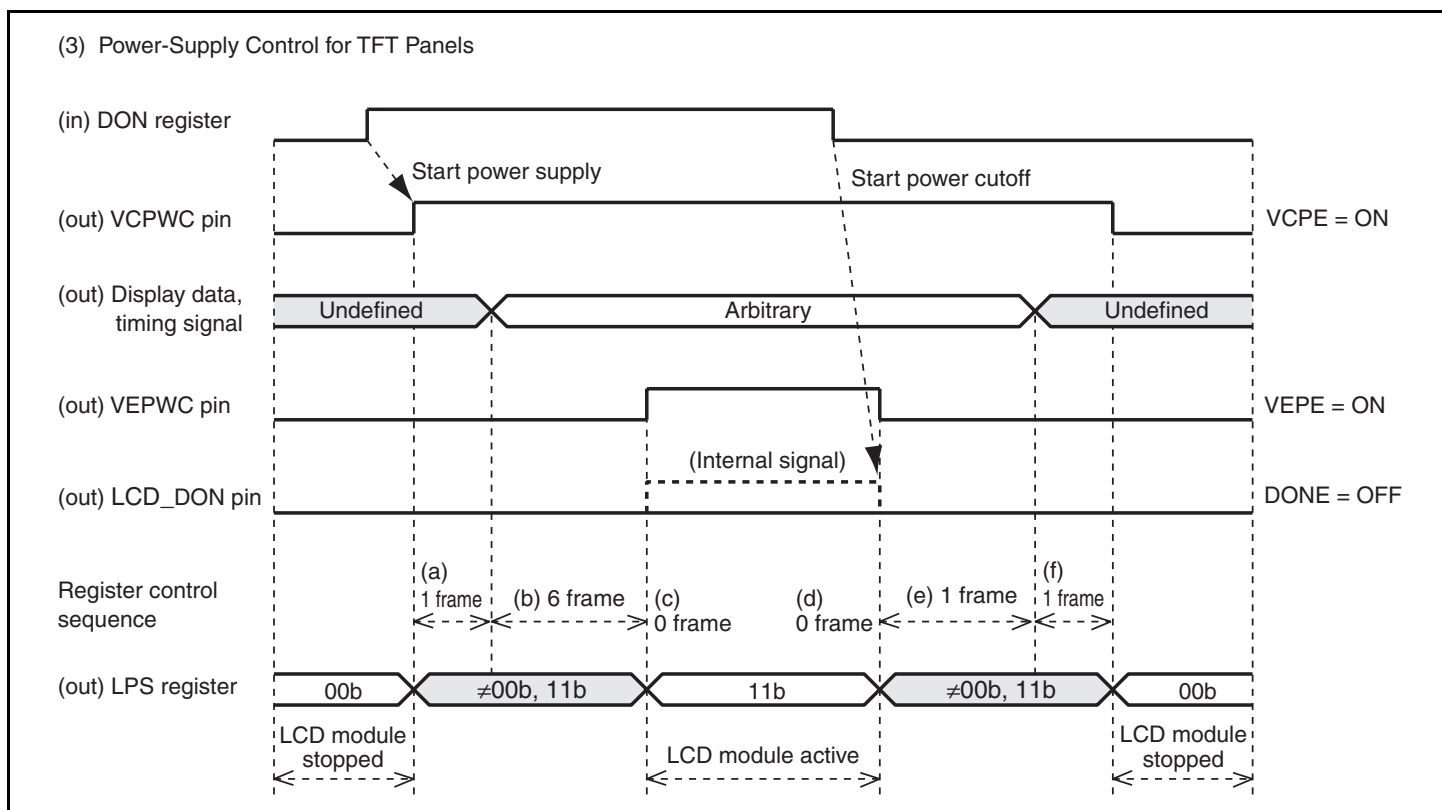 (3) Power-Supply Control for TFT Panels
(in) DON register
Start power supply
Start power cutoff
(out) VCPWC pin
VCPE = ON
(out) Display data,
timing signal
Undefined
Arbitrary
Undefined
(out) VEPWC pin
VEPE = ON
(Internal signal)
(out) LCD_DON pin
DONE = OFF
Register control
sequence
(a)
1 frame
(b) 6 frame
(c)
0 frame
(d)
0 frame
(e) 1 frame
(f)
1 frame
(out) LPS register
00b
≠00b, 11b
11b
≠00b, 11b
00b
LCD module
stopped
LCD module active
LCD module
stopped